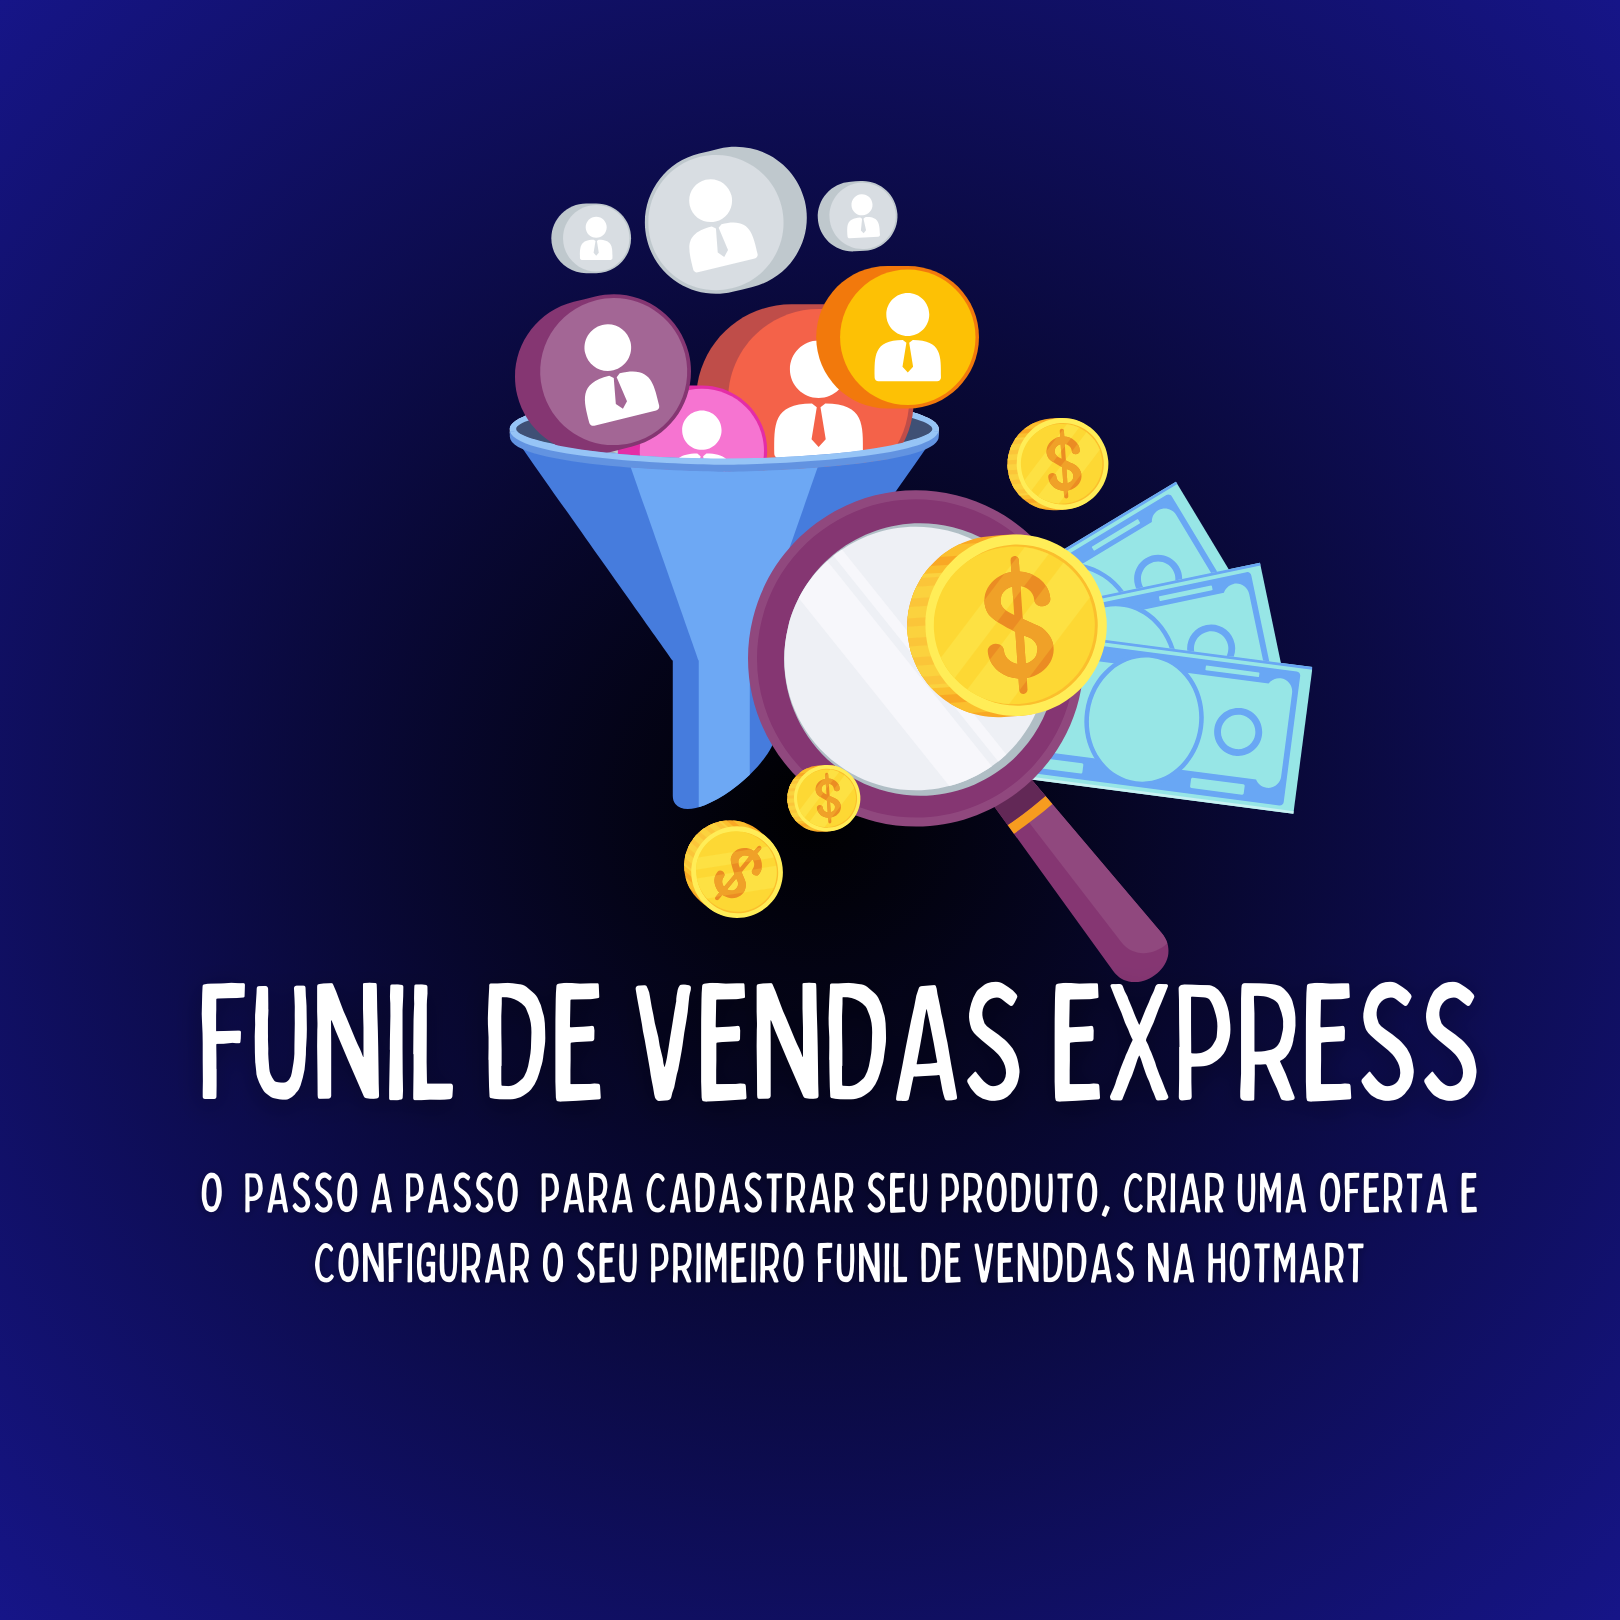 FUNIL DE VENDAS EXPRESS
O PASSO A PASSO PARA CADASTRAR SEU PRODUTO, CRIAR UMA OFERTA E
CONFIGURAR O SEU PRIMEIRO FUNIL DE VENDDAS NA HOTMART